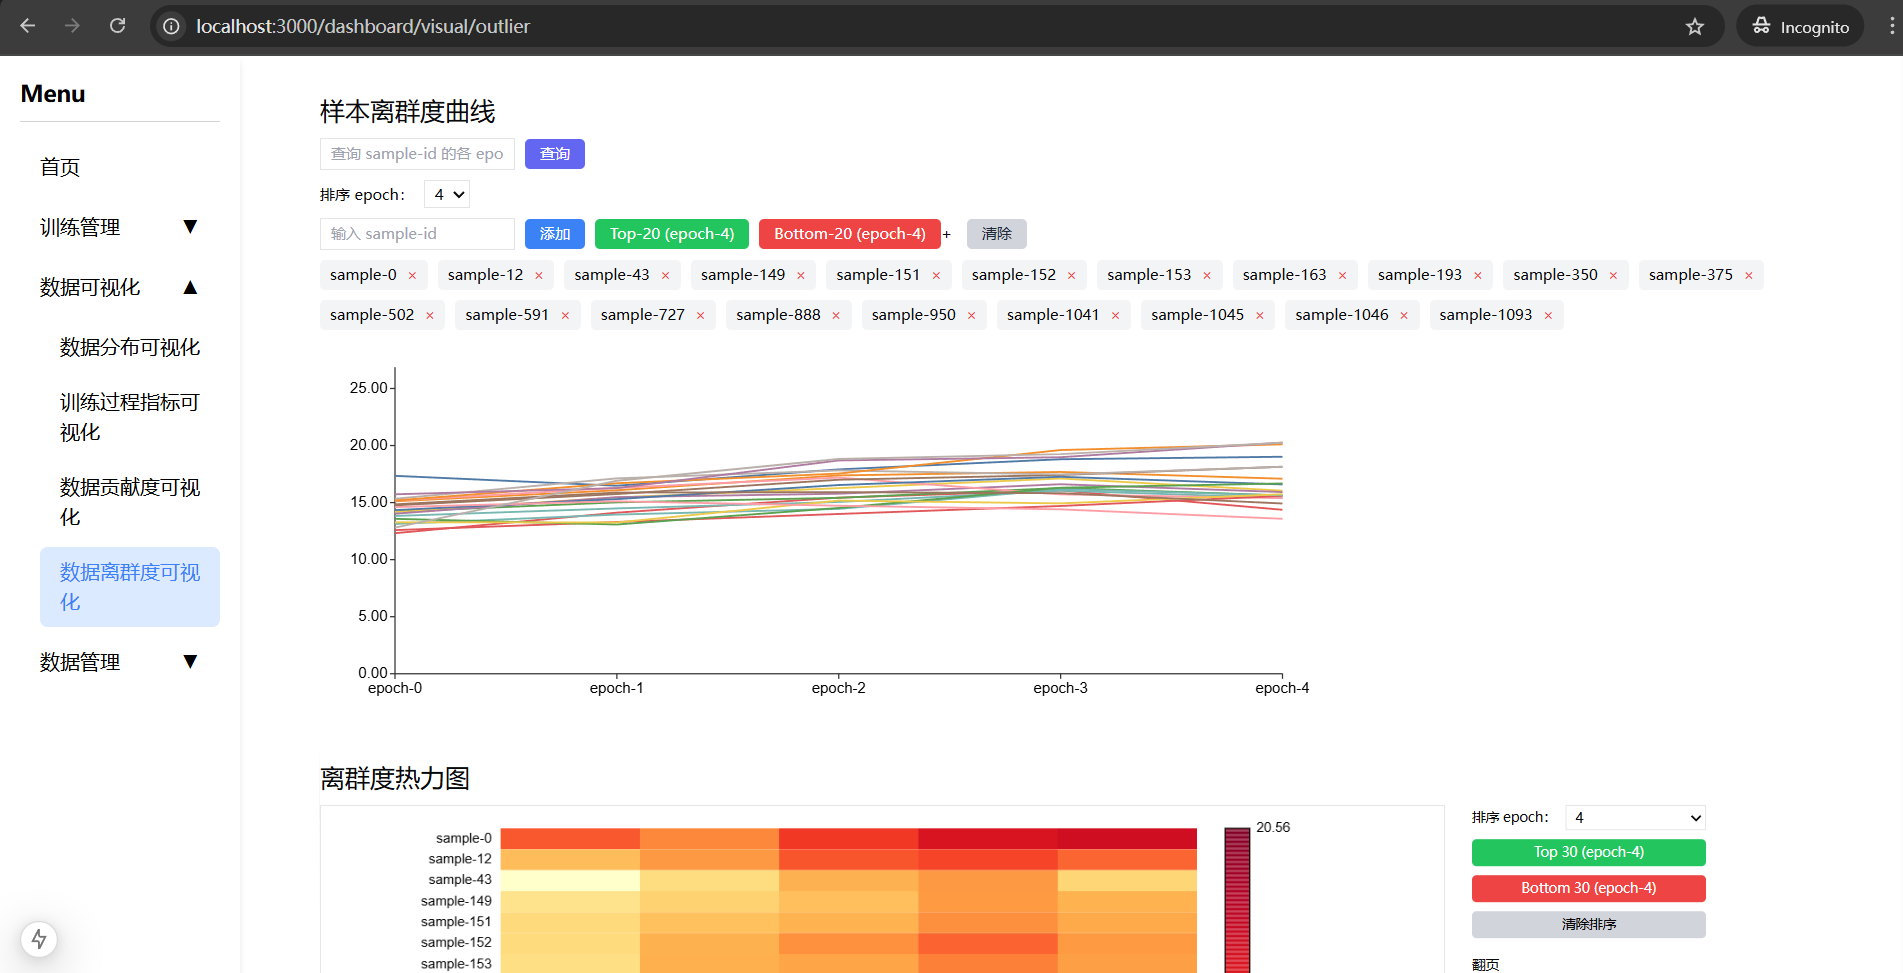 localhost:3000/dashboard/visual/outlier
Incognito
Menu
首页
训练管理 ▼
数据可视化 ▲
数据分布可视化
训练过程指标可
视化
数据贡献度可视
化
数据离群度可视
化
数据管理 ▼
样本离群度曲线
查询 sample-id 的各 epo 查询
排序 epoch: 4
输入 sample-id 添加 Top-20 (epoch-4) Bottom-20 (epoch-4) + 清除
sample-0 × sample-12 × sample-43 × sample-149 × sample-151 × sample-152 × sample-153 × sample-163 × sample-193 × sample-350 × sample-375 ×
sample-502 × sample-591 × sample-727 × sample-888 × sample-950 × sample-1041 × sample-1045 × sample-1046 × sample-1093 ×
25.00
20.00
15.00
10.00
5.00
0.00
epoch-0 epoch-1 epoch-2 epoch-3 epoch-4
离群度热力图
sample-0
sample-12
sample-43
sample-149
sample-151
sample-152
sample-153
20.56
排序 epoch: 4
Top 30 (epoch-4)
Bottom 30 (epoch-4)
清除排序
翻页